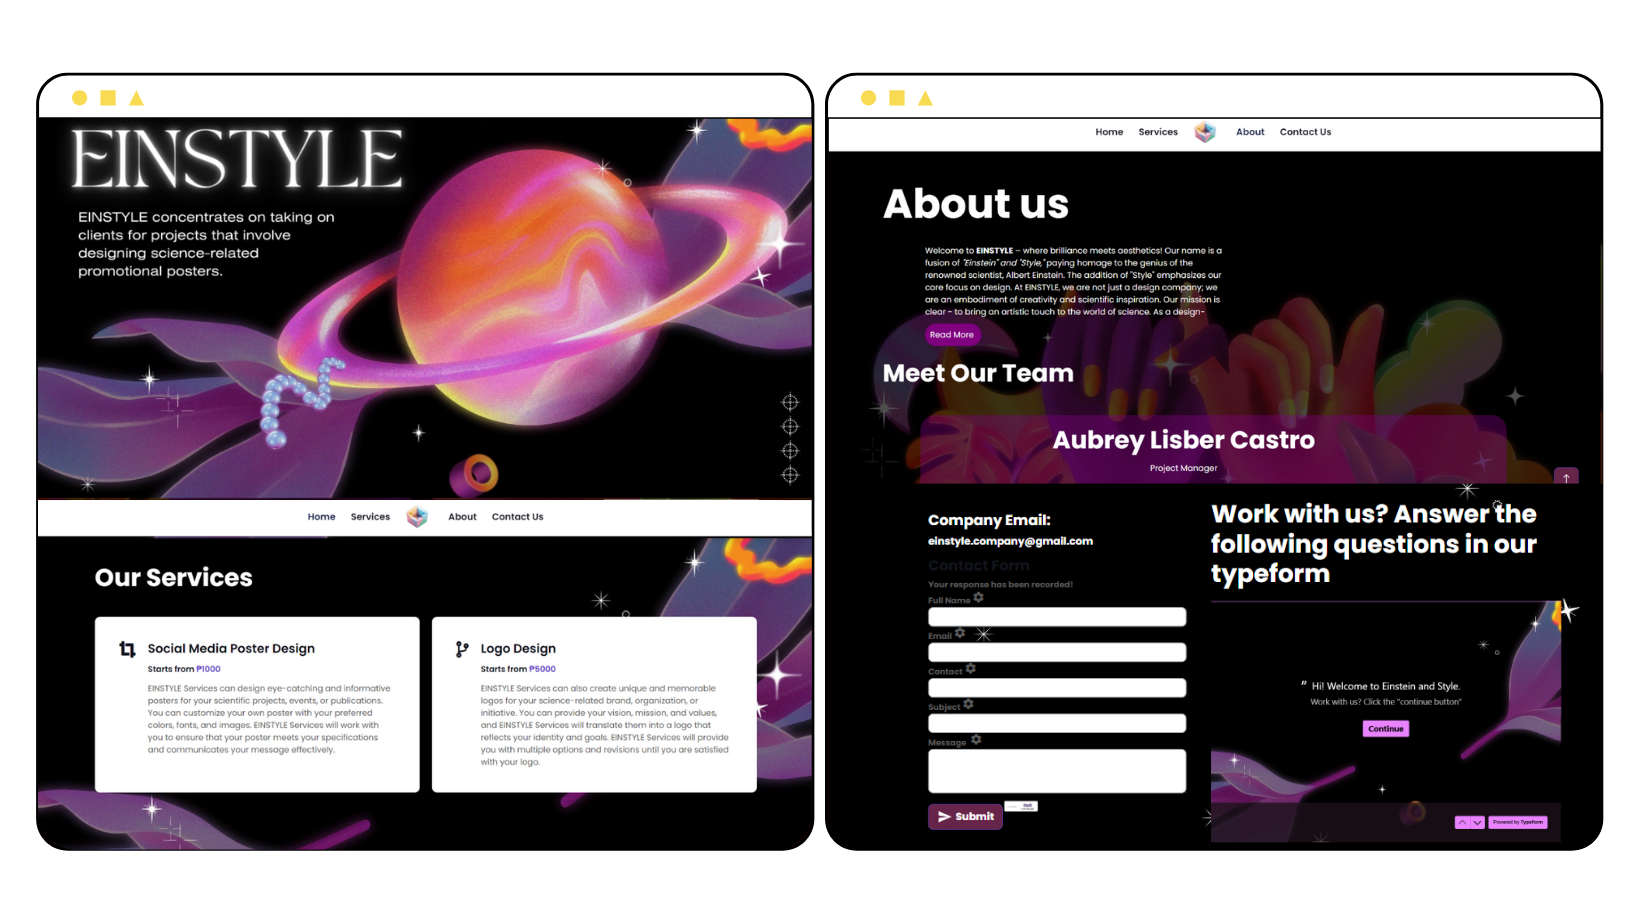 EINSTYLE
EINSTYLE concentrates on taking on
clients for projects that involve
designing science-related
promotional posters.
Home Services About Contact Us
Our Services
Social Media Poster Design
Starts from ₱1000
EINSTYLE Services can design eye-catching and informative
posters for your scientific projects, events, or publications.
You can customize your own poster with your preferred
colors, fonts, and images. EINSTYLE Services will work with
you to ensure that your poster meets your specifications
and communicates your message effectively.
Logo Design
Starts from ₱5000
EINSTYLE Services can also create unique and memorable
logos for your science-related brand, organization, or
initiative. You can provide your vision, mission, and values,
and EINSTYLE Services will translate them into a logo that
reflects your identity and goals. EINSTYLE Services will provide
you with multiple options and revisions until you are satisfied
with your logo.
Home Services About Contact Us
About us
Welcome to EINSTYLE – where brilliance meets aesthetics! Our name is a
fusion of "Einstein" and "Style," paying homage to the genius of the
renowned scientist, Albert Einstein. The addition of "Style" emphasizes our
core focus on design. At EINSTYLE, we are not just a design company; we
are an embodiment of creativity and scientific inspiration. Our mission is
clear - to bring an artistic touch to the world of science. As a design-
Read More
Meet Our Team
Aubrey Lisber Castro
Project Manager
Company Email:
einstyle.company@gmail.com
Contact Form
Your response has been recorded!
Full Name
Email
Contact
Subject
Message
Submit
Work with us? Answer the
following questions in our
typeform
" Hi! Welcome to Einstein and Style.
Work with us? Click the "continue button"
Continue
Powered by Typeform